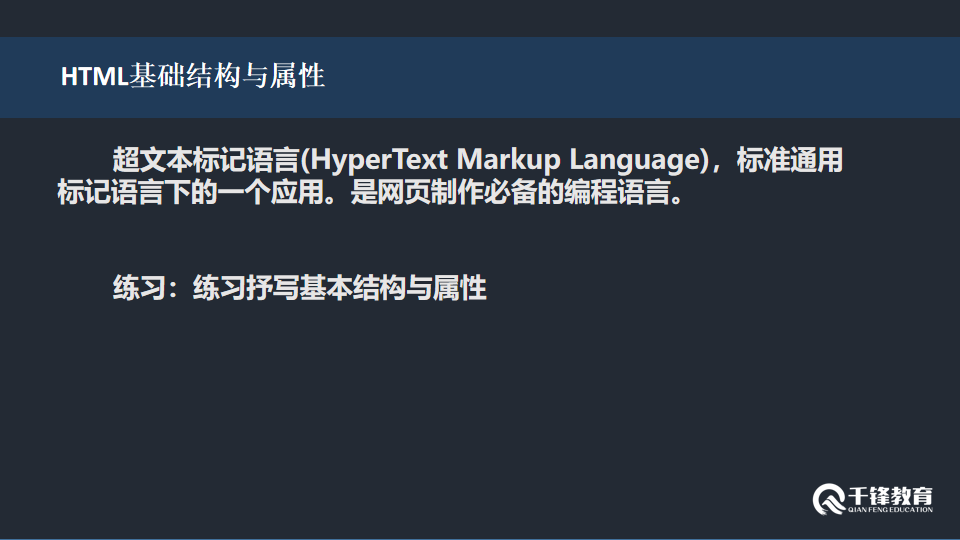 HTML基础结构与属性
超文本标记语言(HyperText Markup Language)，标准通用
标记语言下的一个应用。是网页制作必备的编程语言。
练习：练习抒写基本结构与属性
千锋教育
QIAN FENG EDUCATION